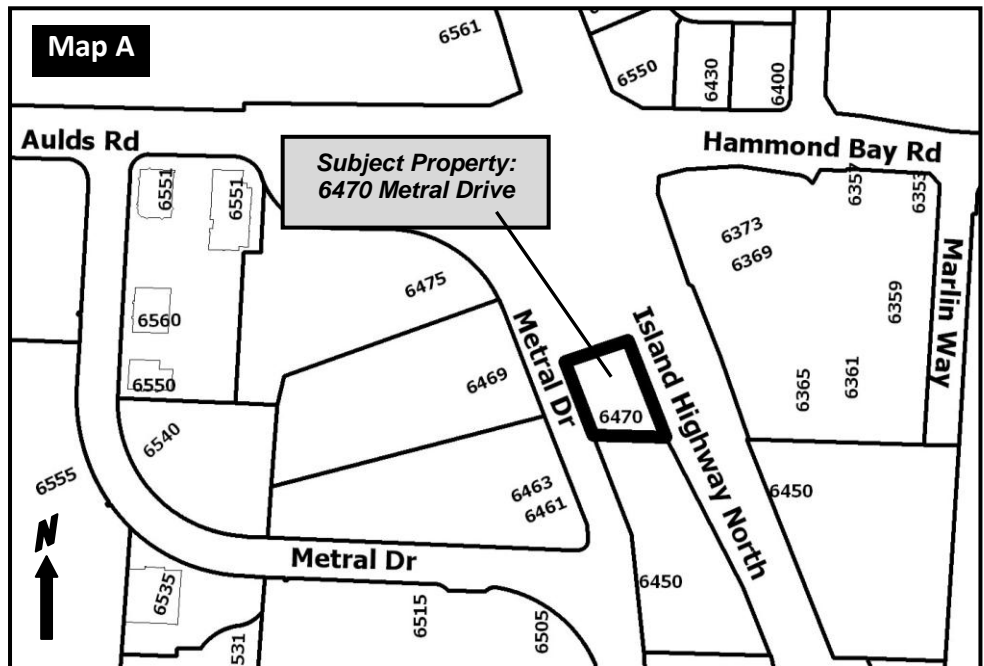 Map A
6561
6550
6430
6400
Aulds Rd
Hammond Bay Rd
Subject Property:
6470 Metral Drive
6551
6551
6357
6353
6373
6369
Marlin Way
6475
6359
6560
Island Highway North
Metral Dr
6469
6550
6365
6361
6470
6540
6555
6463
6461
6450
N
Metral Dr
6535
6450
6515
6505
531